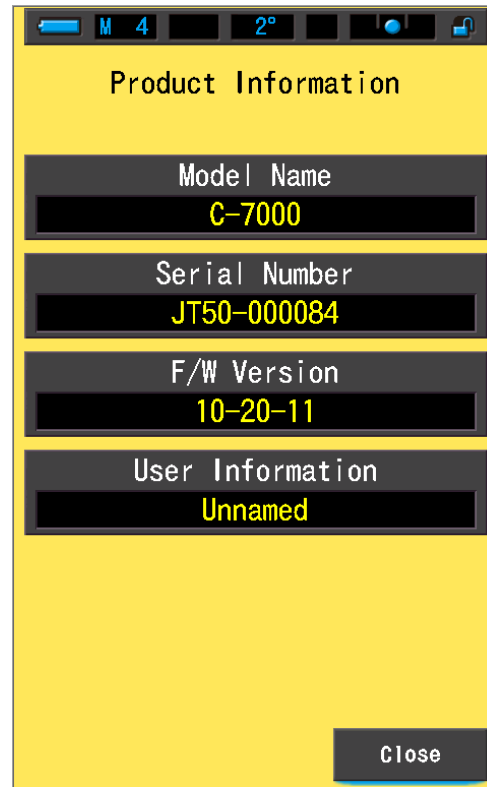 M 4 2°
Product Information
Model Name
C-7000
Serial Number
JT50-000084
F/W Version
10-20-11
User Information
Unnamed
Close